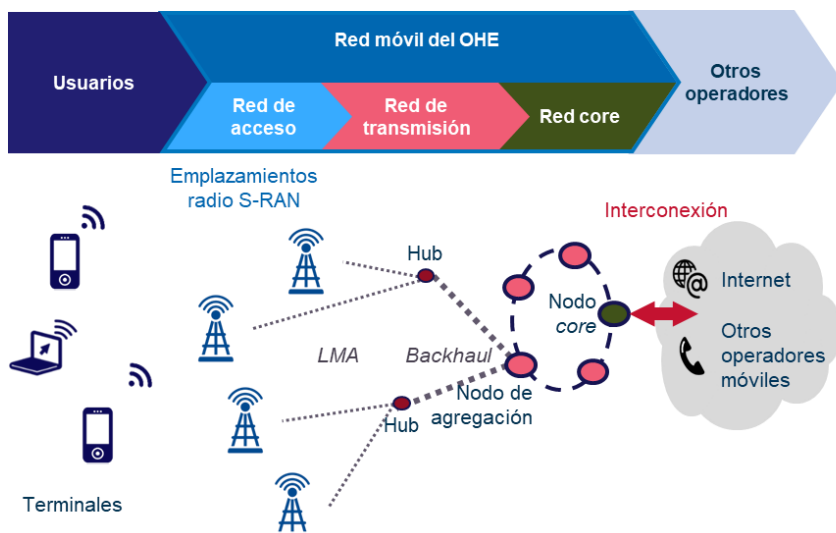 Usuarios
Red móvil del OHE
Red de
acceso
Red de
transmisión
Red core
Otros
operadores
Emplazamientos
radio S-RAN
Interconexión
Hub
Internet
Nodo
core
LMA
Backhaul
Otros
operadores
móviles
Nodo de
agregación
Hub
Terminales